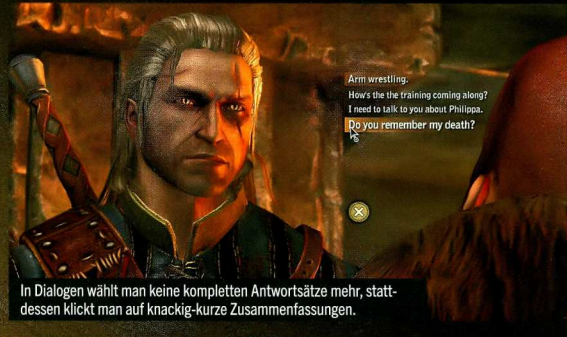 Arm wrestling.
How's the the training coming along?
I need to talk to you about Philippa.
Do you remember my death?
In Dialogen wählt man keine kompletten Antwortsätze mehr, statt-
dessen klickt man auf knackig-kurze Zusammenfassungen.